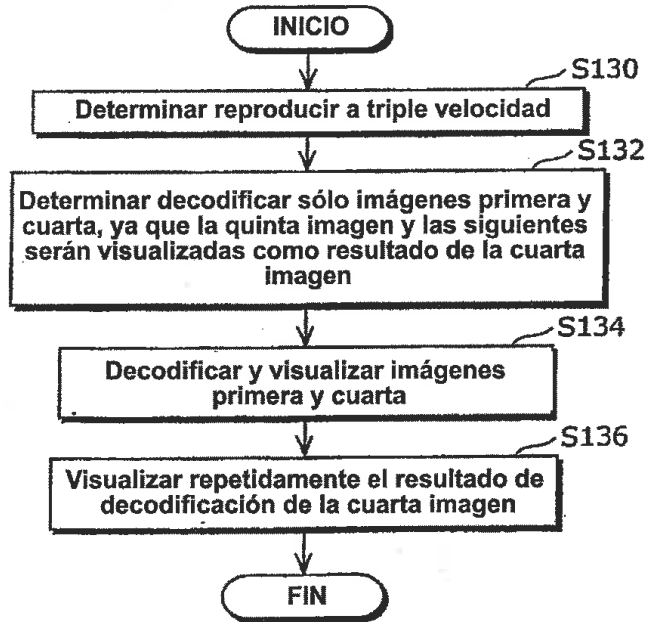 INICIO
S130
Determinar reproducir a triple velocidad
S132
Determinar decodificar sólo imágenes primera y
cuarta, ya que la quinta imagen y las siguientes
serán visualizadas como resultado de la cuarta
imagen
S134
Decodificar y visualizar imágenes
primera y cuarta
S136
Visualizar repetidamente el resultado de
decodificación de la cuarta imagen
FIN